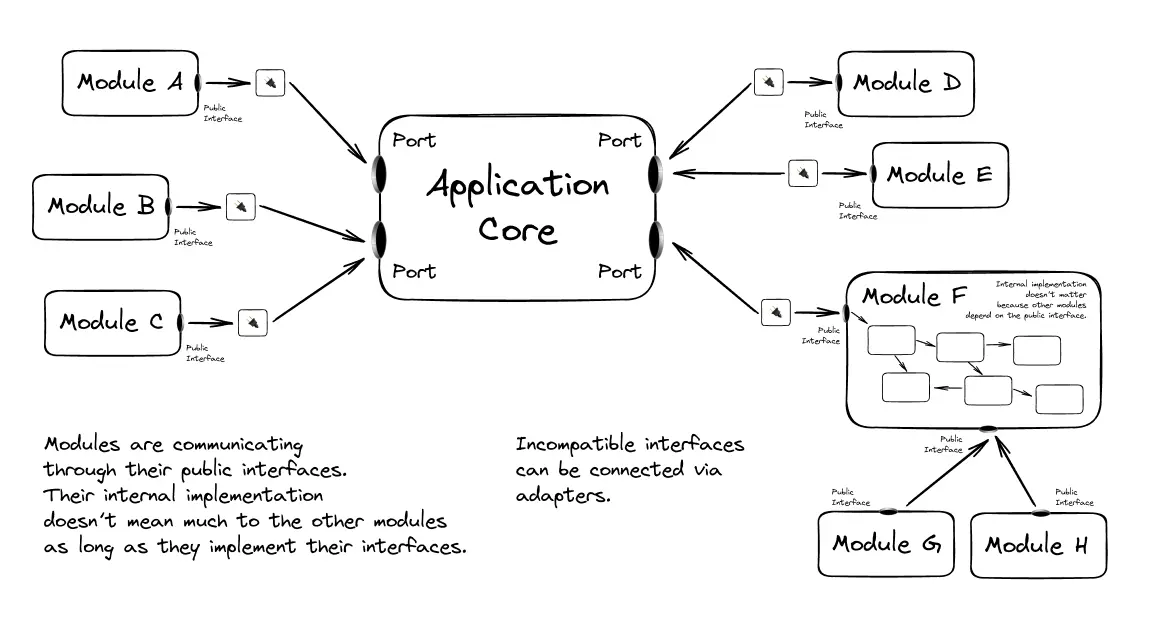 Module A
Public
Interface
Module B
Public
Interface
Module C
Public
Interface
Port
Port
Application
Core
Port
Port
Module D
Public
Interface
Module E
Public
Interface
Module F
Internal implementation
doesn't matter
because other modules
depend on the public interface.
Public
Interface
Public
Interface
Public
Interface
Public
Interface
Module G
Module H
Modules are communicating
through their public interfaces.
Their internal implementation
doesn't mean much to the other modules
as long as they implement their interfaces.
Incompatible interfaces
can be connected via
adapters.